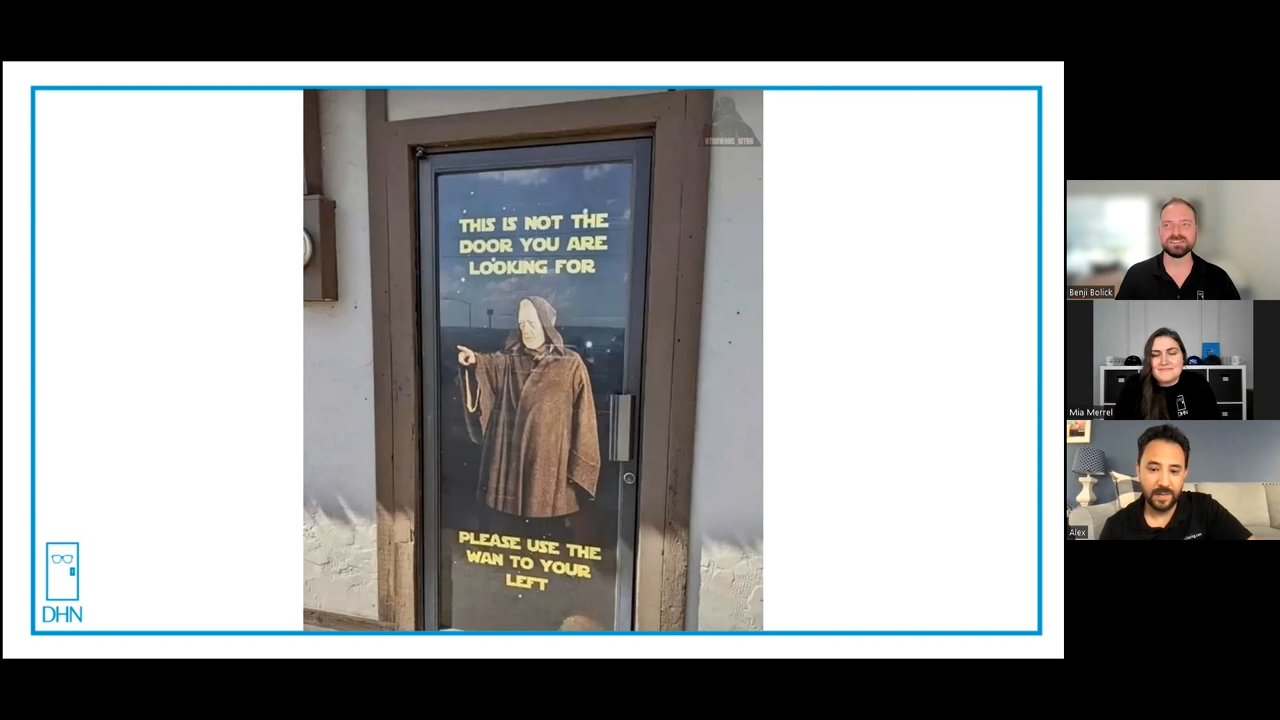 THIS IS NOT THE
DOOR YOU ARE
LOOKING FOR
PLEASE USE THE
WAN TO YOUR
LEFT
DHN
Benji Bolick
Mia Merrel
DHN
Alex